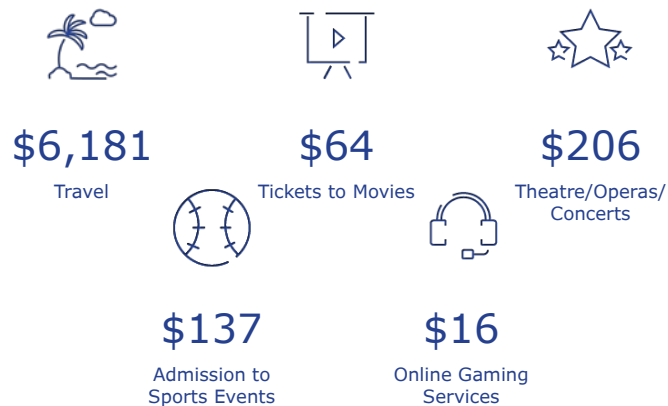 $6,181
Travel
$64
Tickets to Movies
$206
Theatre/Operas/
Concerts
$137
Admission to
Sports Events
$16
Online Gaming
Services